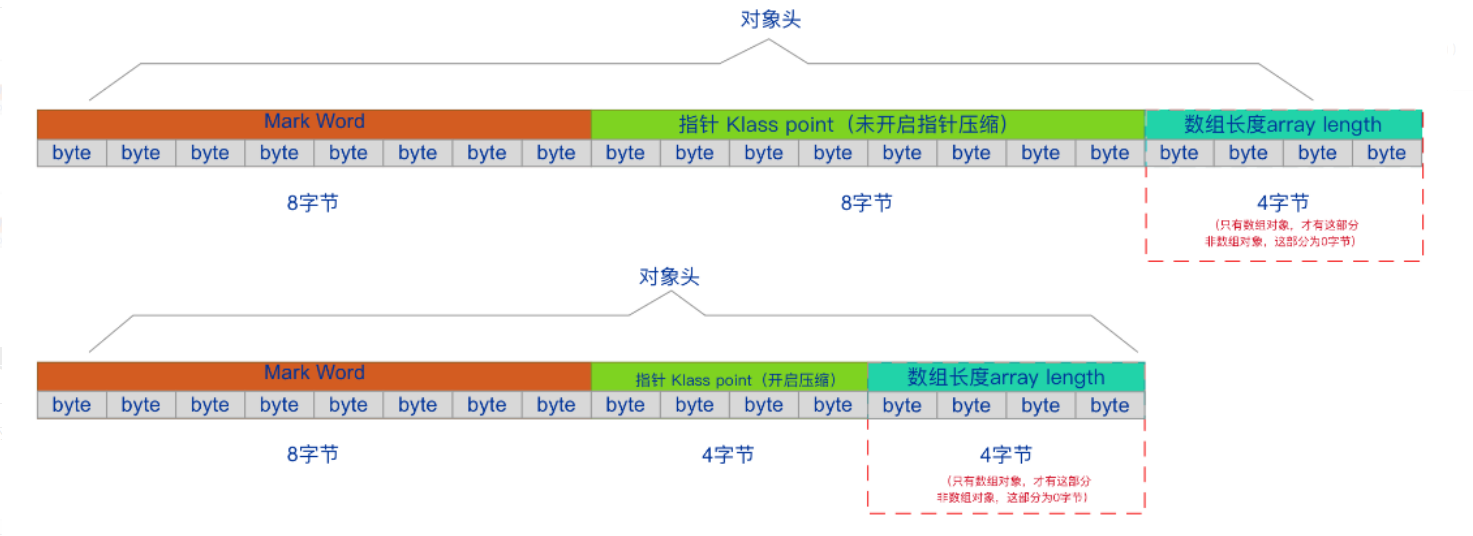 对象头
Mark Word 指针 Klass point（未开启指针压缩） 数组长度array length
byte byte byte byte byte byte byte byte byte byte byte byte byte byte byte byte byte byte byte byte
8字节 8字节 4字节
（只有数组对象，才有这部分
非数组对象，这部分为0字节）
对象头
Mark Word 指针 Klass point（开启压缩） 数组长度array length
byte byte byte byte byte byte byte byte byte byte byte byte byte byte byte byte
8字节 4字节 4字节
（只有数组对象，才有这部分
非数组对象，这部分为0字节）